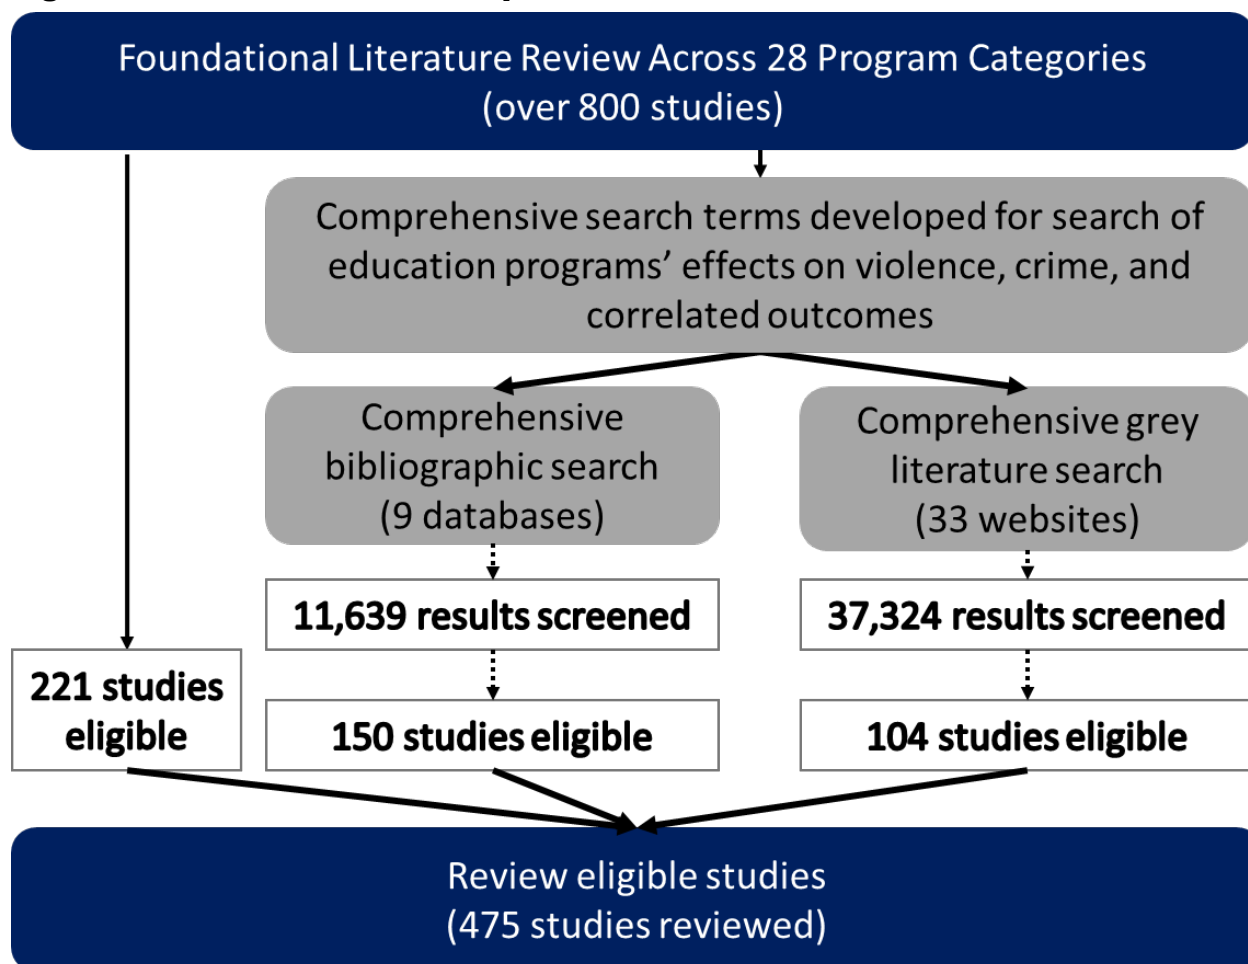 Foundational Literature Review Across 28 Program Categories
(over 800 studies)
Comprehensive search terms developed for search of
education programs’ effects on violence, crime, and
correlated outcomes
Comprehensive
bibliographic search
(9 databases)
Comprehensive grey
literature search
(33 websites)
11,639 results screened
37,324 results screened
221 studies
eligible
150 studies eligible
104 studies eligible
Review eligible studies
(475 studies reviewed)